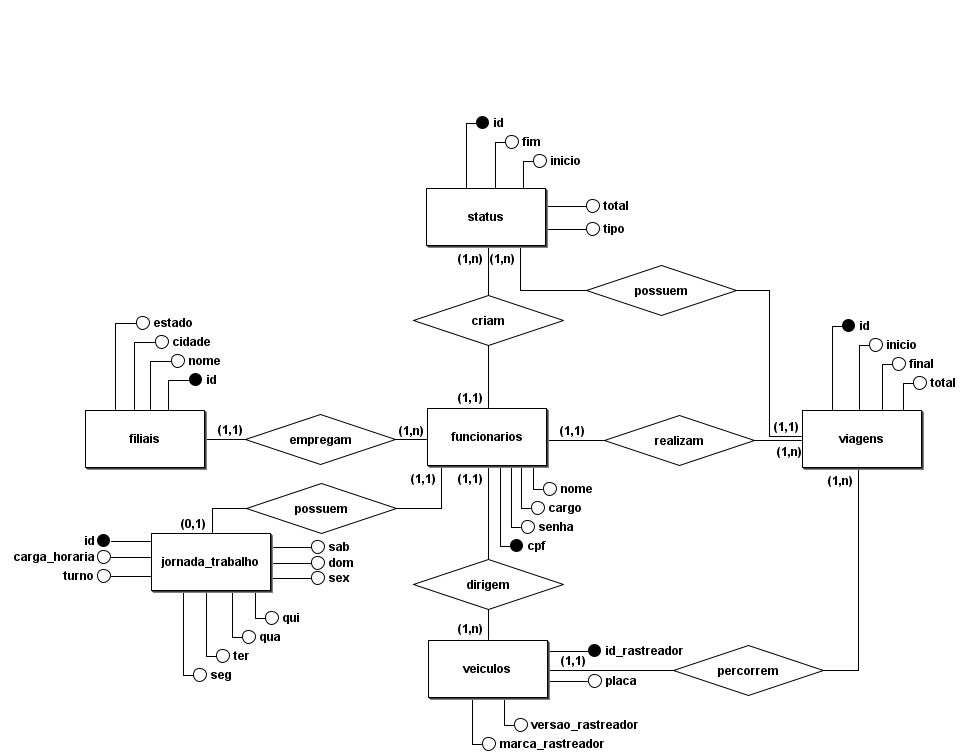 id
fim
inicio
status
total
tipo
(1,n) (1,n)
possuem
criam
estado
cidade
nome
id
id
inicio
final
total
(1,1)
filiais
(1,1)
empregam
(1,n)
funcionarios
(1,1)
realizam
(1,1)
(1,n)
viagens
(1,1)
(1,1)
(1,n)
nome
cargo
senha
cpf
possuem
(0,1)
id
carga_horaria
turno
jornada_trabalho
sab
dom
sex
qui
qua
ter
seg
dirigem
(1,n)
veiculos
id_rastreador
(1,1)
placa
percorrem
versao_rastreador
marca_rastreador